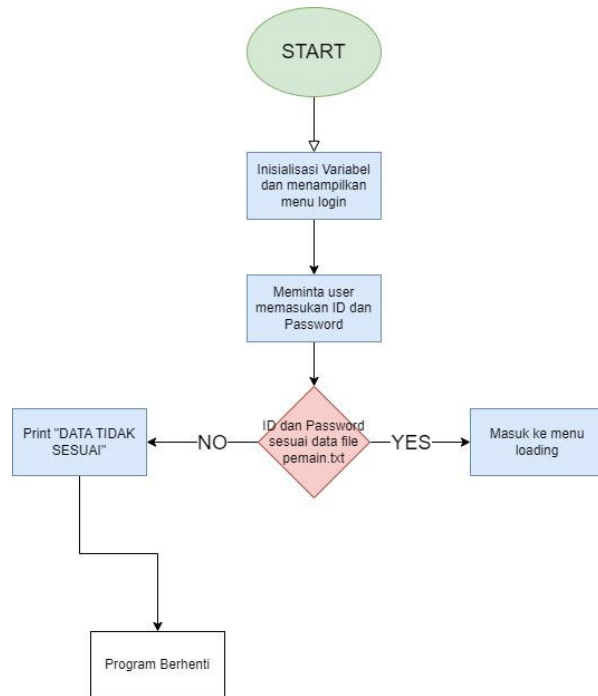 START
Inisialisasi Variabel
dan menampilkan
menu login
Meminta user
memasukan ID dan
Password
ID dan Password
sesuai data file
pemain.txt
NO
YES
Print "DATA TIDAK
SESUAI"
Masuk ke menu
loading
Program Berhenti